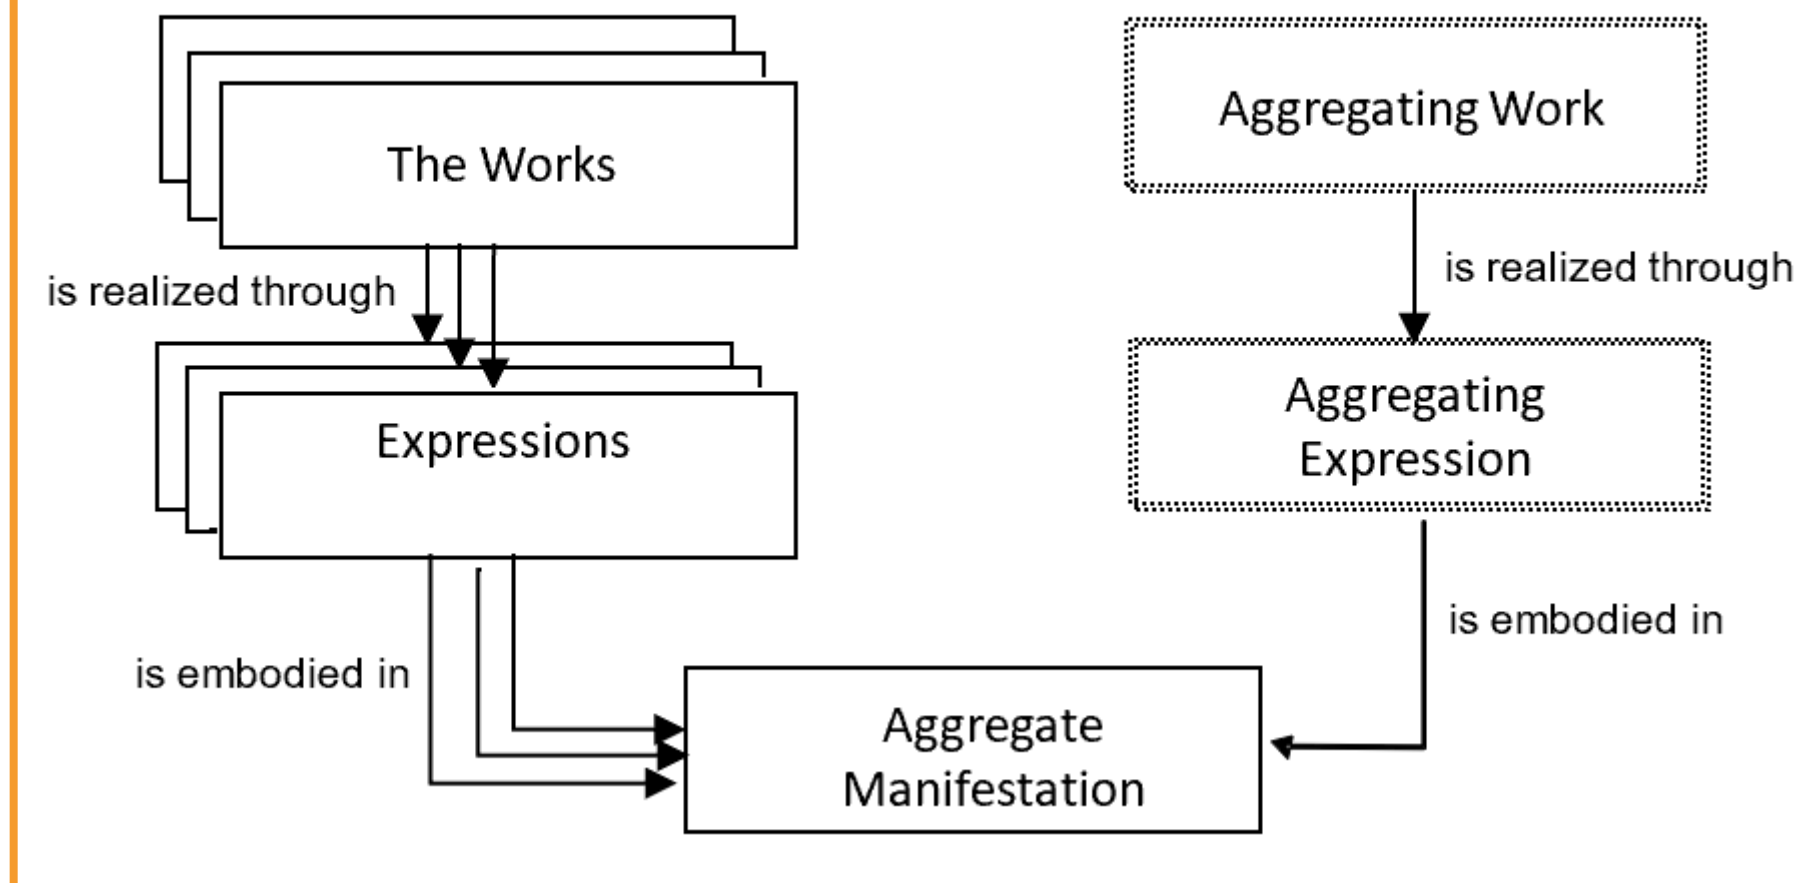 The Works
Aggregating Work
is realized through
is realized through
Expressions
Aggregating
Expression
is embodied in
is embodied in
Aggregate
Manifestation